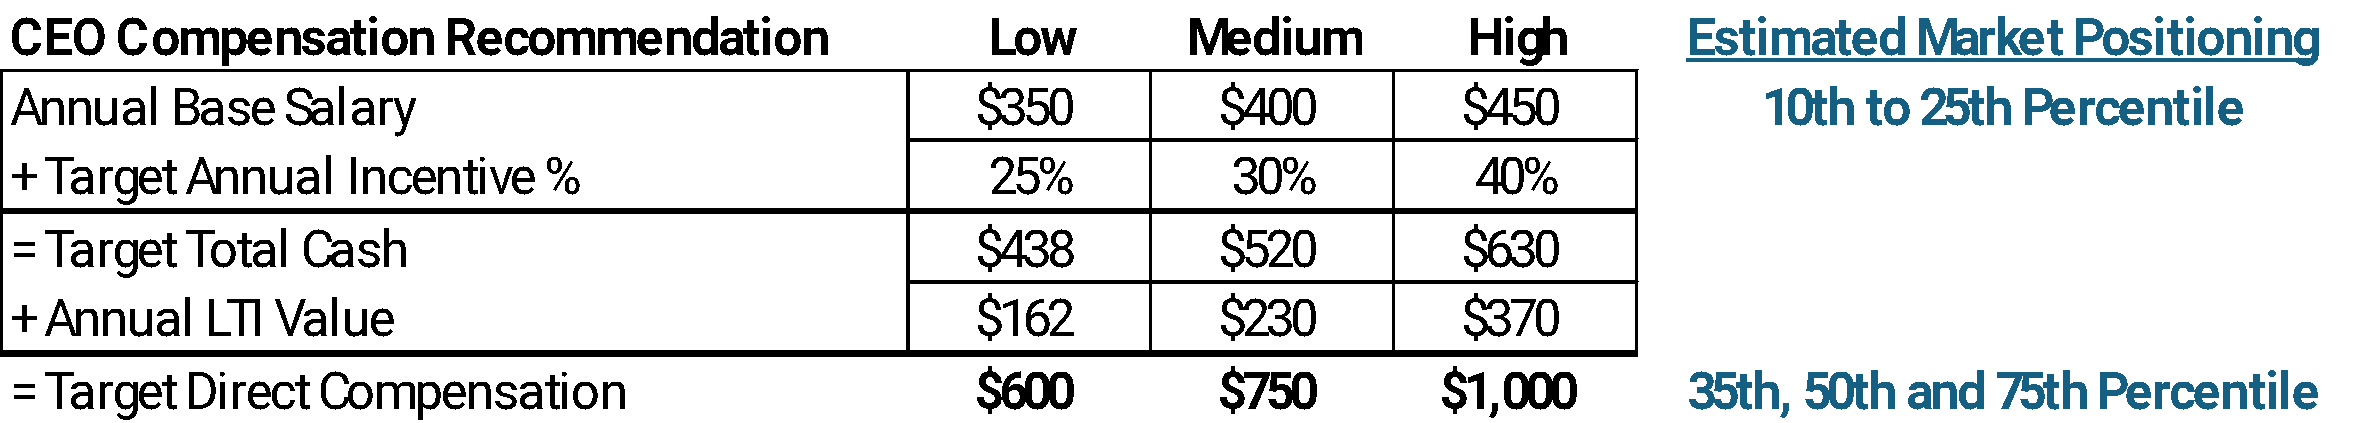 CEO Compensation Recommendation Low Medium High Estimated Market Positioning
Annual Base Salary $350 $400 $450 10th to 25th Percentile
+ Target Annual Incentive % 25% 30% 40%
= Target Total Cash $438 $520 $630
+ Annual LTI Value $162 $230 $370
= Target Direct Compensation $600 $750 $1,000 35th, 50th and 75th Percentile